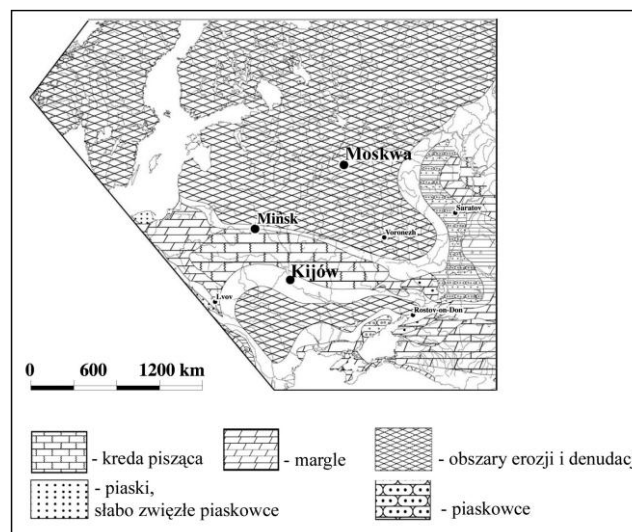 Moskwa
Saratov
Mińsk
Voronezh
Kijów
Lvov
Rostov-on-Don
0 600 1200 km
- kreda pisząca
- margle
- obszary erozji i denudacj
- piaski,
słabo zwięzłe piaskowce
- piaskowce